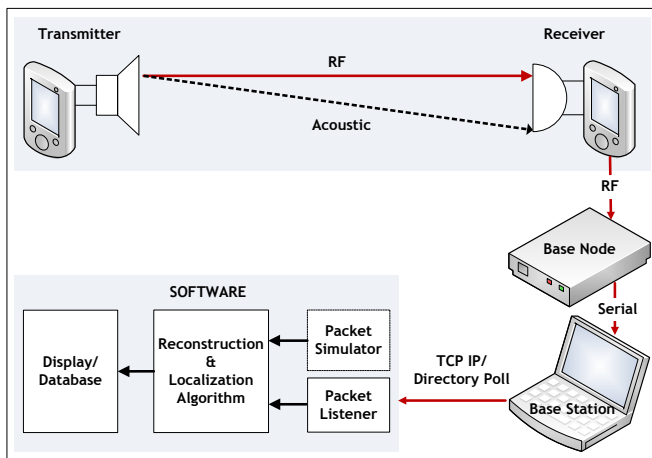 Transmitter
Receiver
RF
Acoustic
RF
Base Node
Serial
SOFTWARE
Display/
Database
Reconstruction
&
Localization
Algorithm
Packet
Simulator
Packet
Listener
TCP IP/
Directory Poll
Base Station